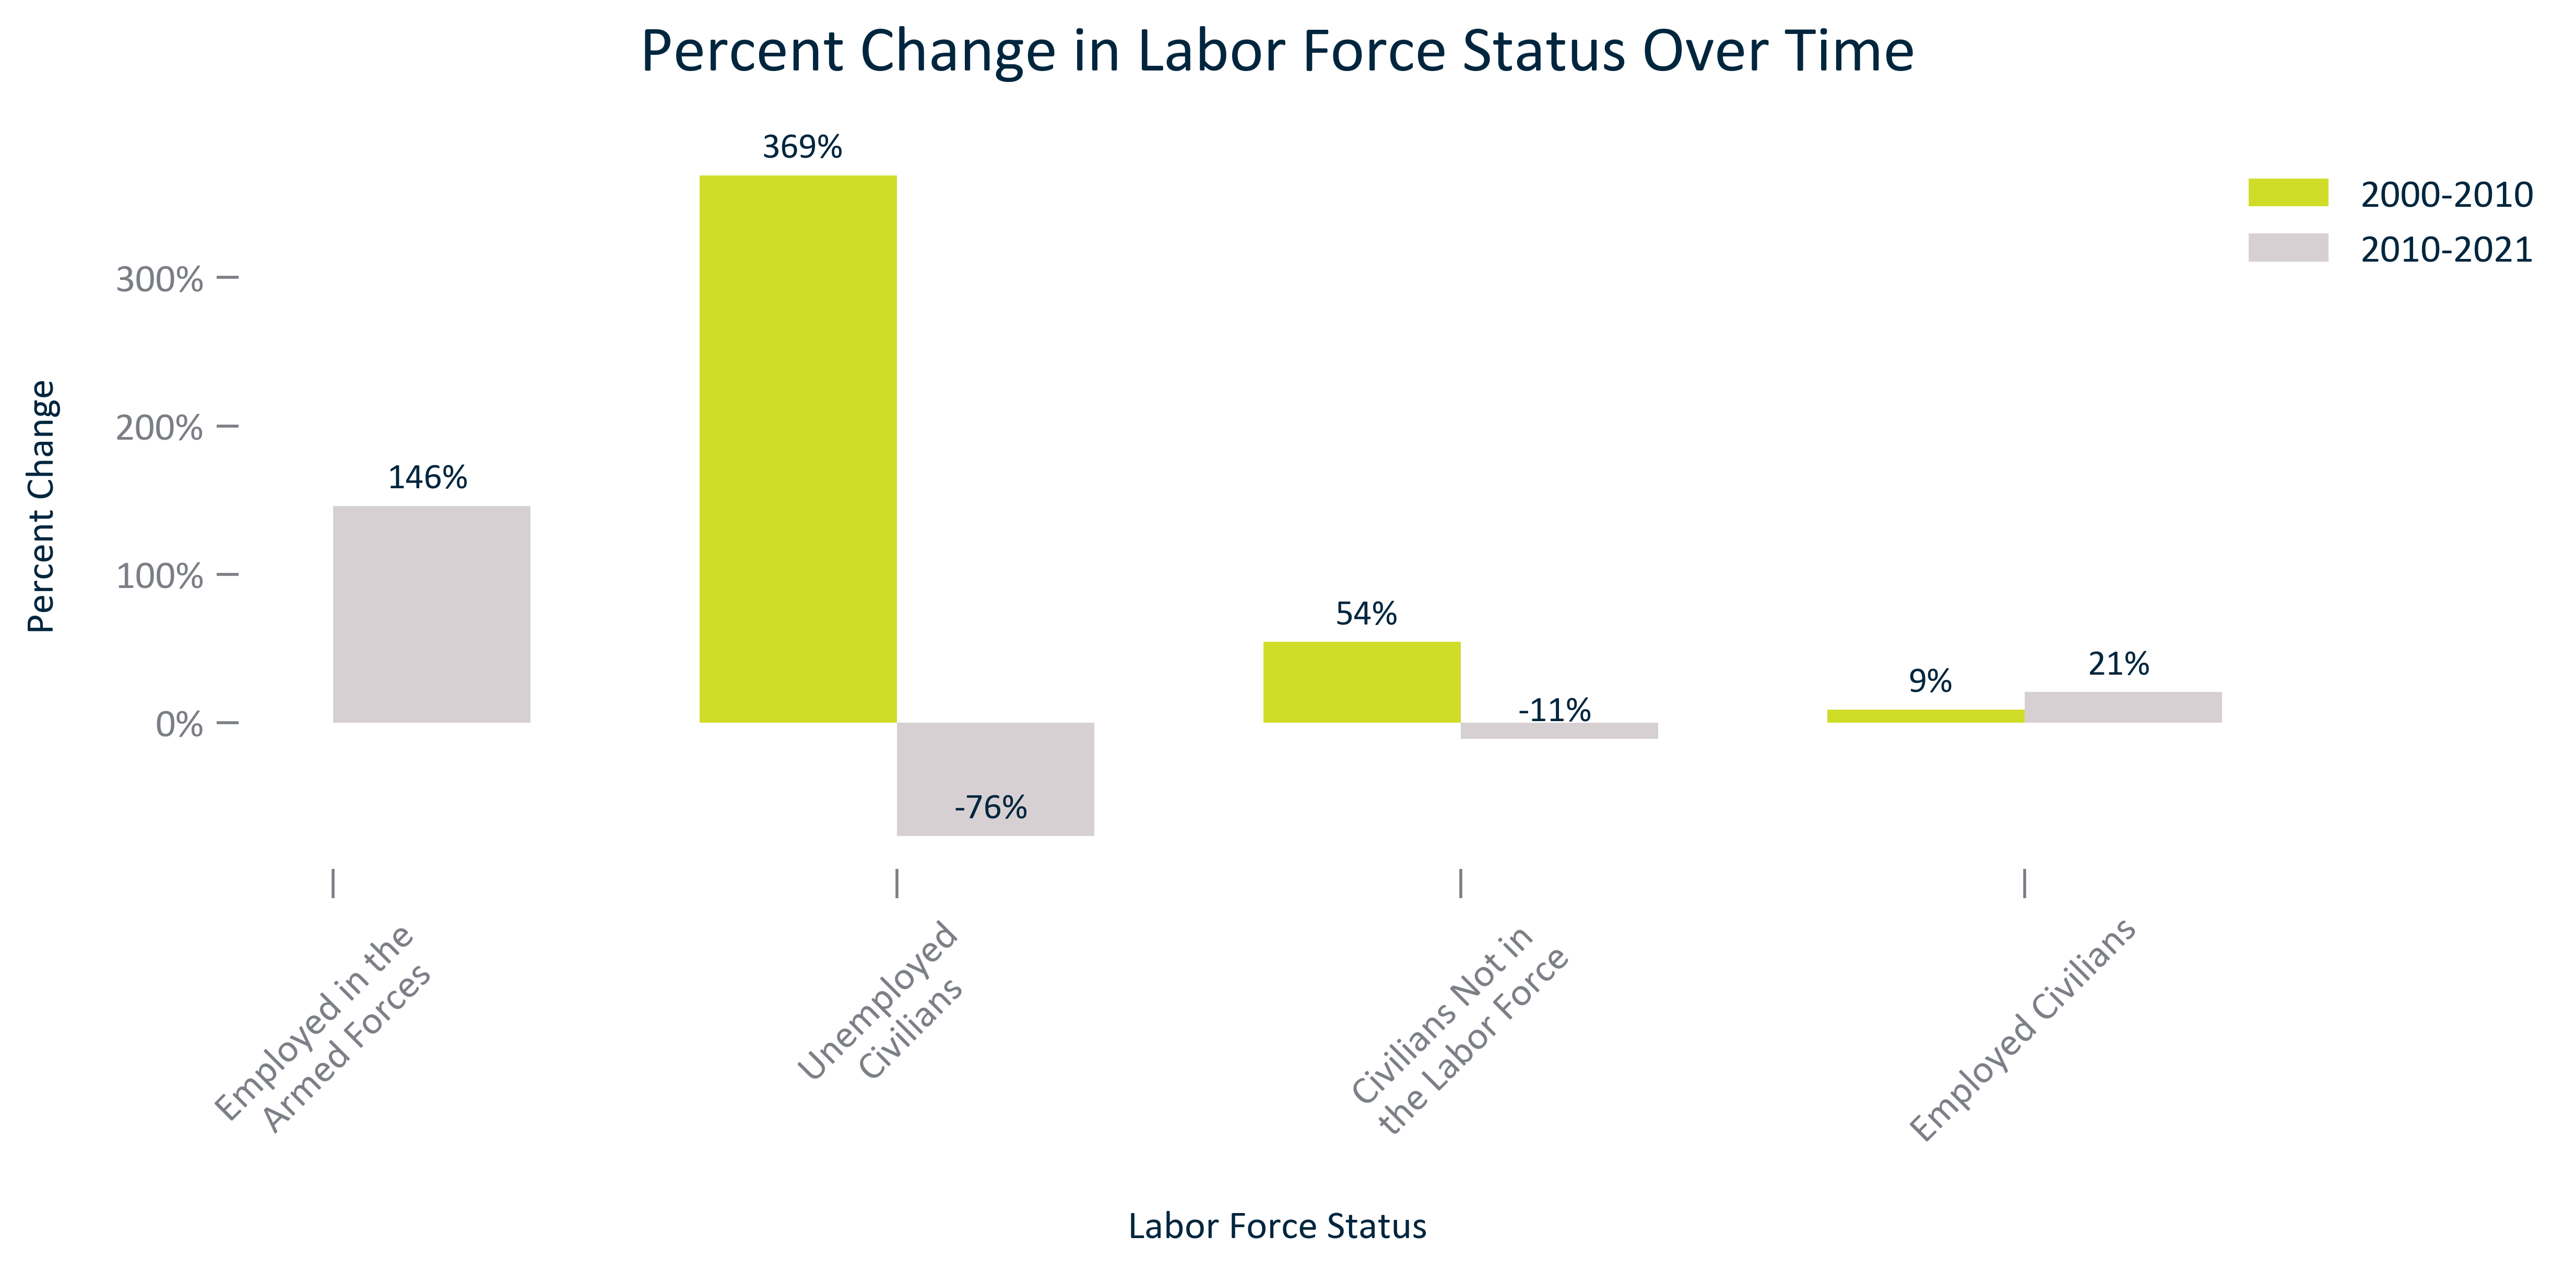 Percent Change in Labor Force Status Over Time
369%
2000-2010
2010-2021
300%
200%
146%
100%
54%
21%
9%
-11%
0%
-76%
Percent Change
Employed in the
Armed Forces
Unemployed
Civilians
Civilians Not in
the Labor Force
Employed Civilians
Labor Force Status